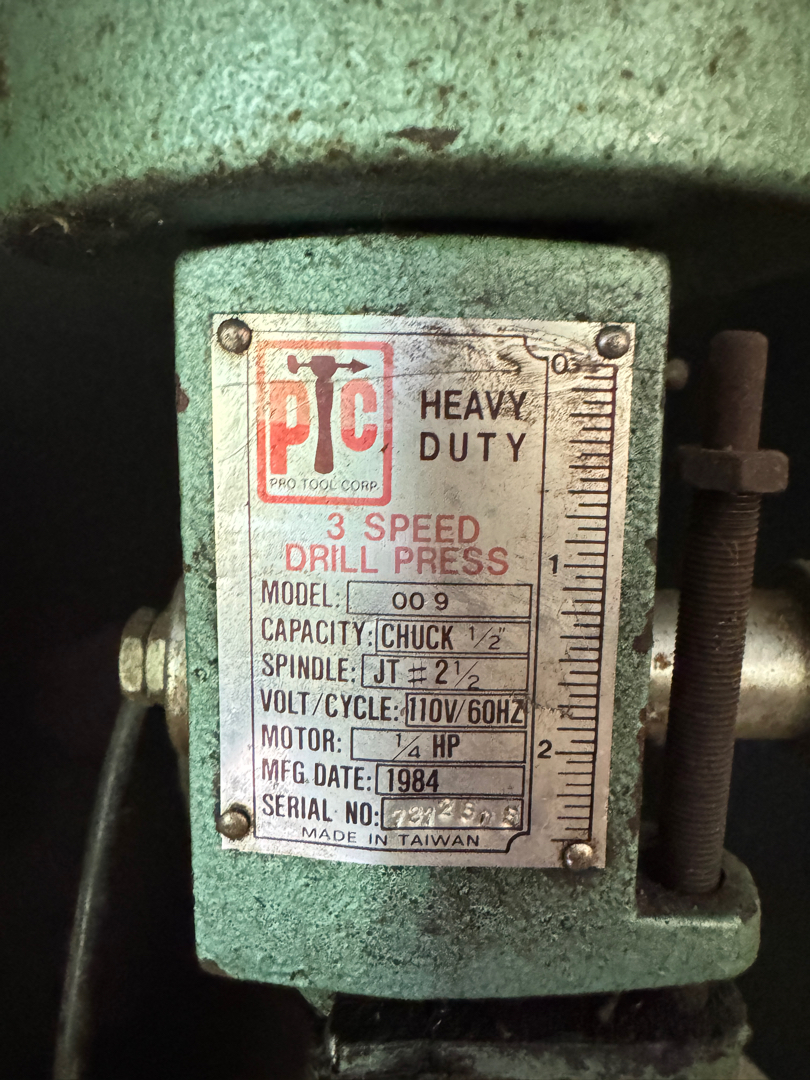 PTC
PRO TOOL CORP.
HEAVY
DUTY
3 SPEED
DRILL PRESS
MODEL: 009
CAPACITY: CHUCK 1/2"
SPINDLE: JT # 2 1/2
VOLT/CYCLE: 110V/60HZ
MOTOR: 1/4 HP
MFG. DATE: 1984
SERIAL NO:
MADE IN TAIWAN
0
1
2